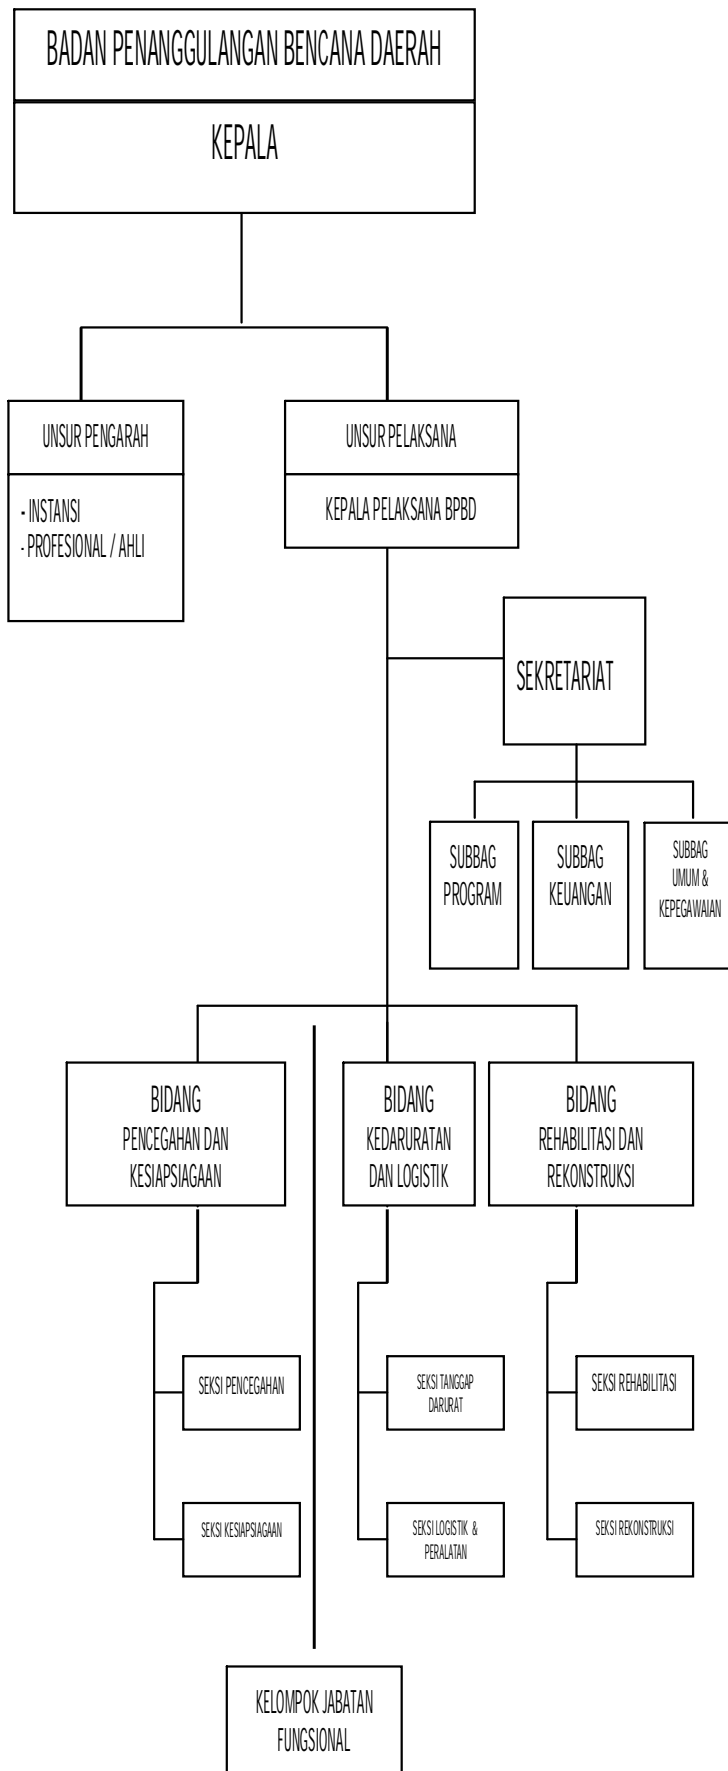 BADAN PENANGGULANGAN BENCANA DAERAH
KEPALA
UNSUR PENGARAH
- INSTANSI
- PROFESIONAL / AHLI
UNSUR PELAKSANA
KEPALA PELAKSANA BPBD
SEKRETARIAT
SUBBAG
PROGRAM
SUBBAG
KEUANGAN
SUBBAG
UMUM &
KEPEGAWAIAN
BIDANG
PENCEGAHAN DAN
KESIAPSIAGAAN
BIDANG
KEDARURATAN
DAN LOGISTIK
BIDANG
REHABILITASI DAN
REKONSTRUKSI
SEKSI PENCEGAHAN
SEKSI TANGGAP
DARURAT
SEKSI REHABILITASI
SEKSI KESIAPSIAGAAN
SEKSI LOGISTIK &
PERALATAN
SEKSI REKONSTRUKSI
KELOMPOK JABATAN
FUNGSIONAL